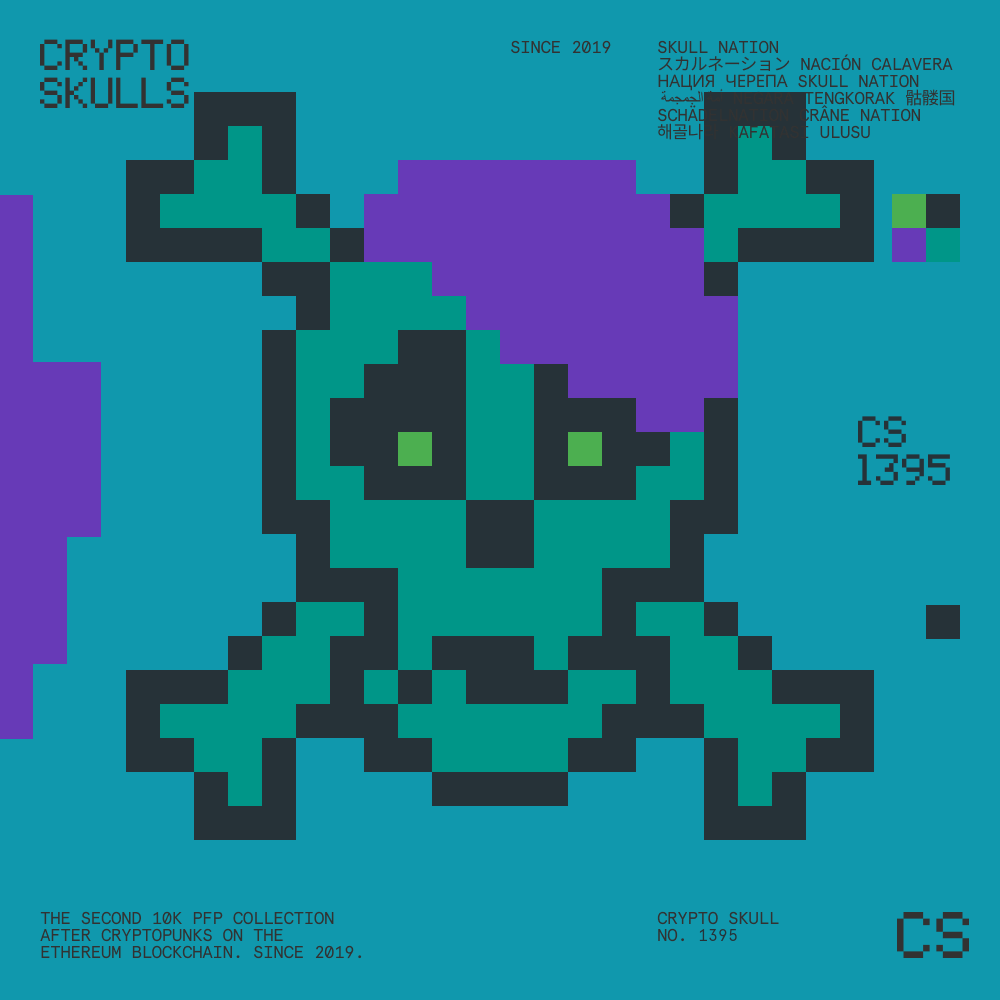 CRYPTO
SKULLS
SINCE 2019
SKULL NATION
スカルネーション NACIÓN CALAVERA
НАЦИЯ ЧЕРЕПА SKULL NATION
TENGKORAK 骷髅国
CRÂNE NATION
해골 ULUSU
CS
1395
THE SECOND 10K PFP COLLECTION
AFTER CRYPTOPUNKS ON THE
ETHEREUM BLOCKCHAIN. SINCE 2019.
CRYPTO SKULL
NO. 1395
CS